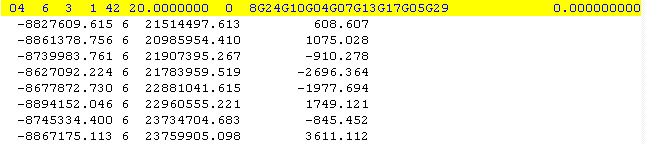 04  6  3  1 42 20.0000000  0  8G24G10G04G07G13G17G05G29  0.000000000
-8827609.615 6  21514497.613  608.607
-8861378.756 6  20985954.410  1075.028
-8739983.761 6  21907395.267  -910.278
-8627092.224 6  21783959.519  -2696.364
-8677872.730 6  22881041.615  -1977.694
-8894152.046 6  22960555.221  1749.121
-8745334.400 6  23734704.683  -845.452
-8867175.113 6  23759905.098  3611.112